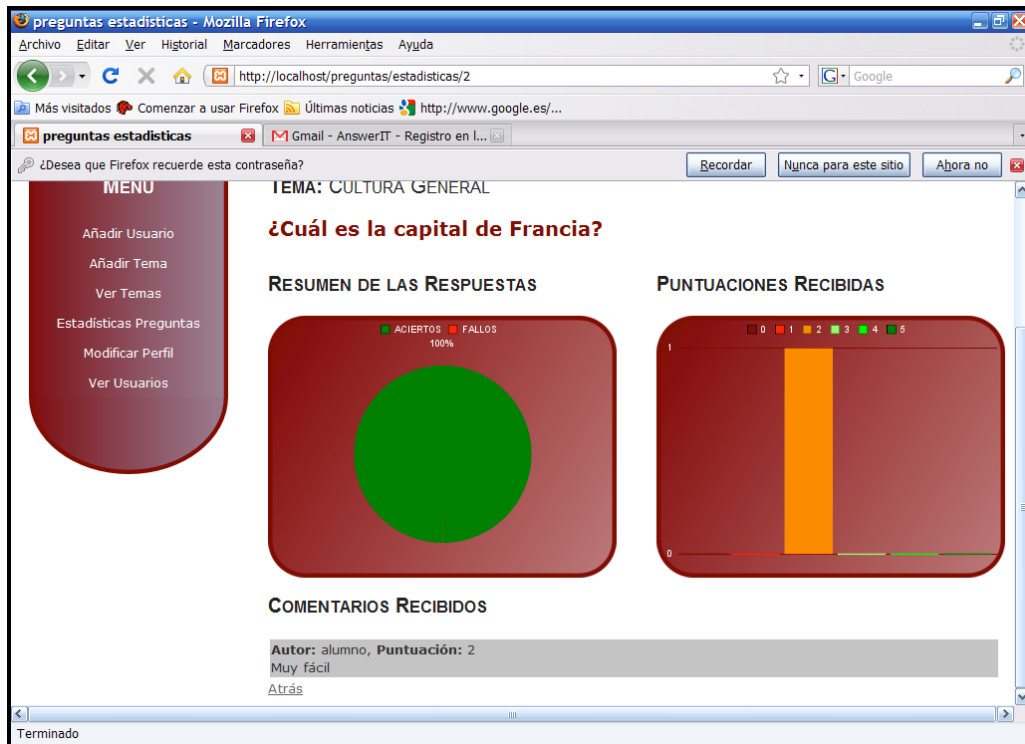 preguntas estadisticas - Mozilla Firefox
Archivo Editar Ver Historial Marcadores Herramientas Ayuda
http://localhost/preguntas/estadisticas/2
G Google
Más visitados Comenzar a usar Firefox Últimas noticias http://www.google.es/...
preguntas estadisticas Gmail - AnswerIT - Registro en l...
¿Desea que Firefox recuerde esta contraseña? Recordar Nunca para este sitio Ahora no
MENU
Añadir Usuario
Añadir Tema
Ver Temas
Estadísticas Preguntas
Modificar Perfil
Ver Usuarios
TEMA: CULTURA GENERAL
¿Cuál es la capital de Francia?
RESUMEN DE LAS RESPUESTAS
ACIERTOS FALLOS
100%
PUNTUACIONES RECIBIDAS
0 1 2 3 4 5
1
0
COMENTARIOS RECIBIDOS
Autor: alumno, Puntuación: 2
Muy fácil
Atrás
Terminado